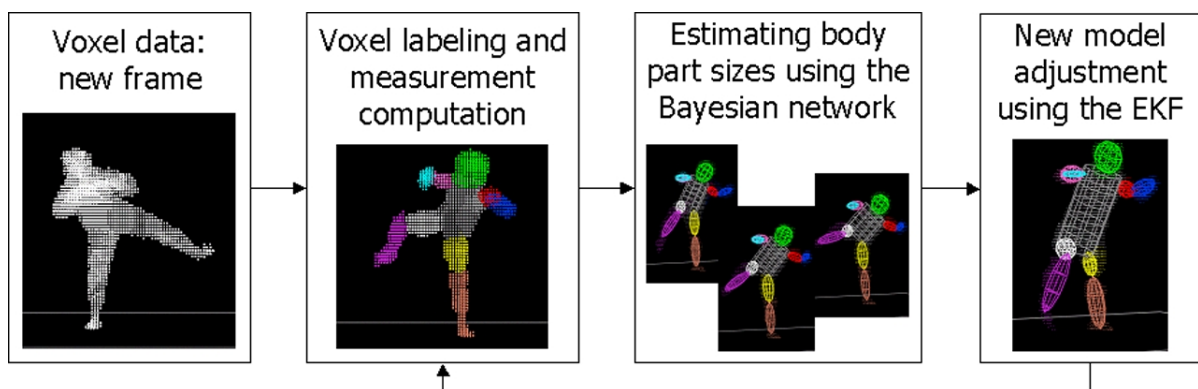 Voxel data:
new frame
Voxel labeling and
measurement
computation
Estimating body
part sizes using the
Bayesian network
New model
adjustment
using the EKF